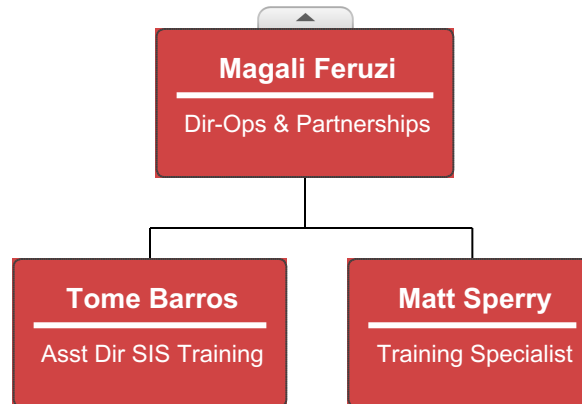 Magali Feruzi
Dir-Ops & Partnerships
Tome Barros
Asst Dir SIS Training
Matt Sperry
Training Specialist